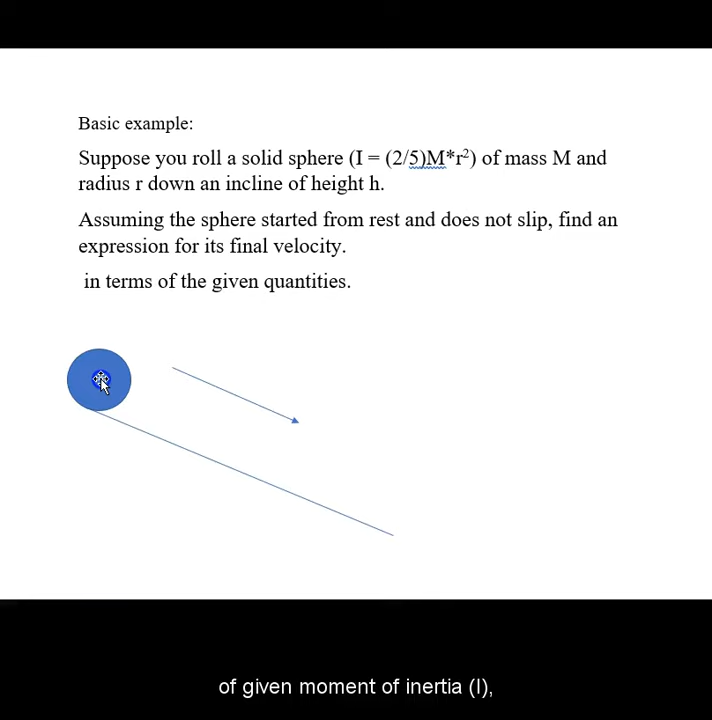 Basic example:
Suppose you roll a solid sphere (I = (2/5)M*r²) of mass M and
radius r down an incline of height h.
Assuming the sphere started from rest and does not slip, find an
expression for its final velocity.
in terms of the given quantities.
of given moment of inertia (I),